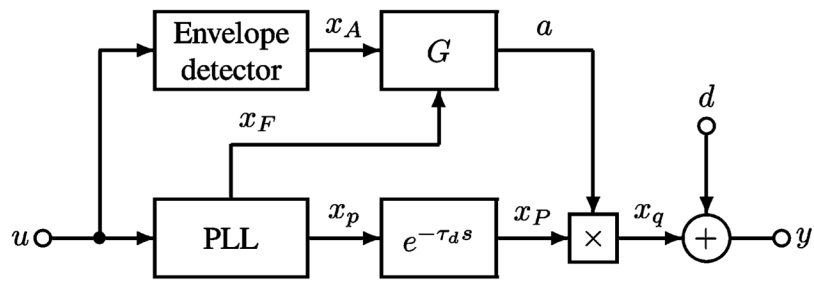 Envelope
detector
x_A
G
a
d
x_F
u
PLL
x_p
e^{-τ_d s}
x_P
×
x_q
+
y